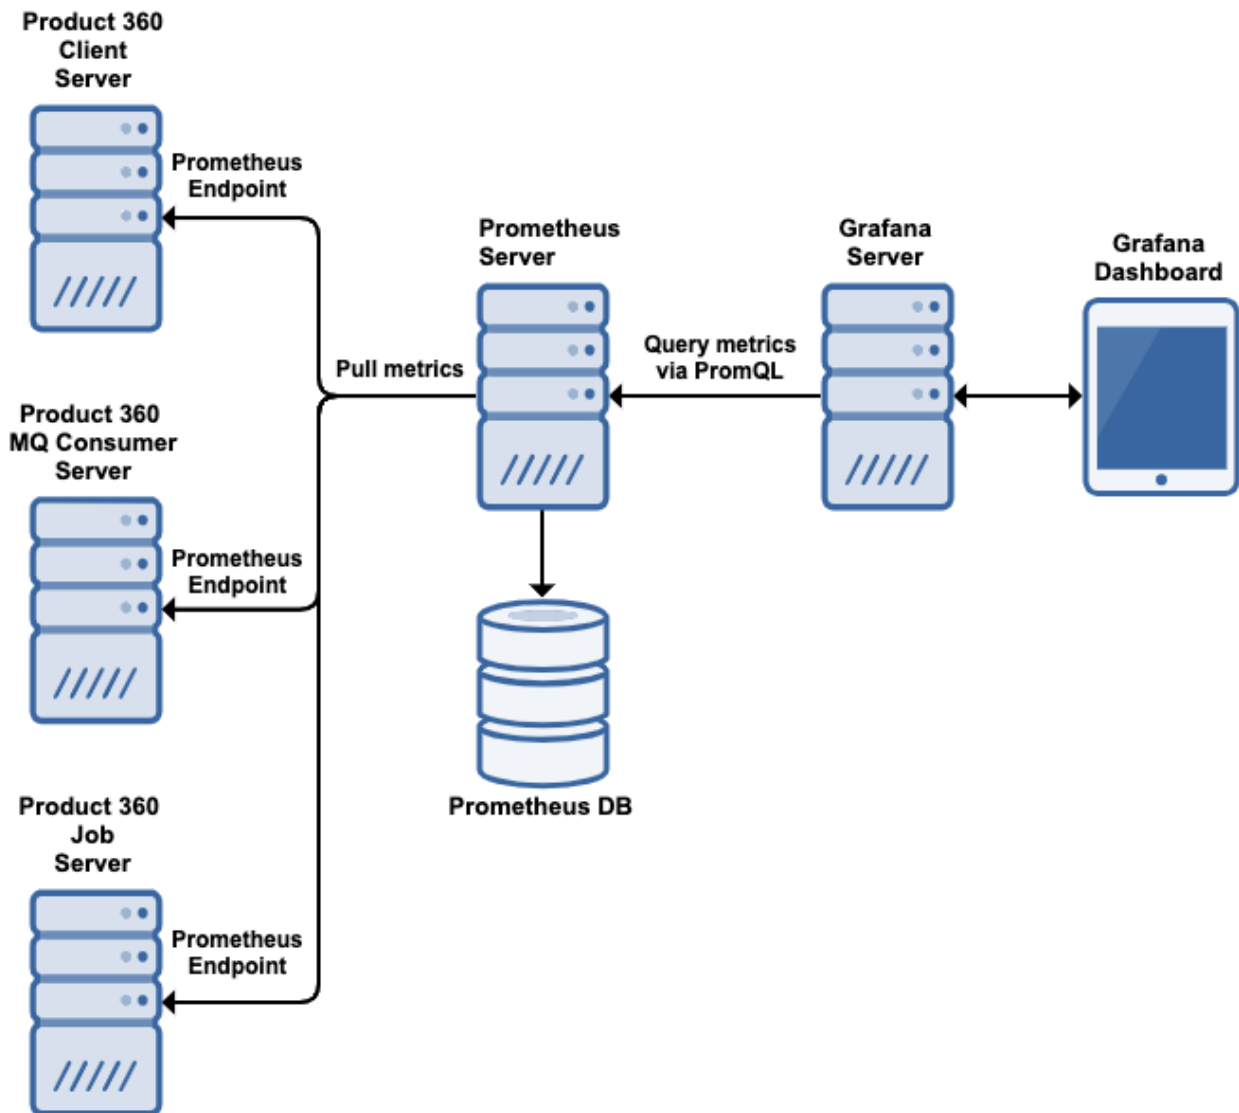 Product 360
Client
Server
Prometheus
Endpoint
Prometheus
Server
Grafana
Server
Grafana
Dashboard
Pull metrics
Query metrics
via PromQL
Product 360
MQ Consumer
Server
Prometheus
Endpoint
Prometheus DB
Product 360
Job
Server
Prometheus
Endpoint